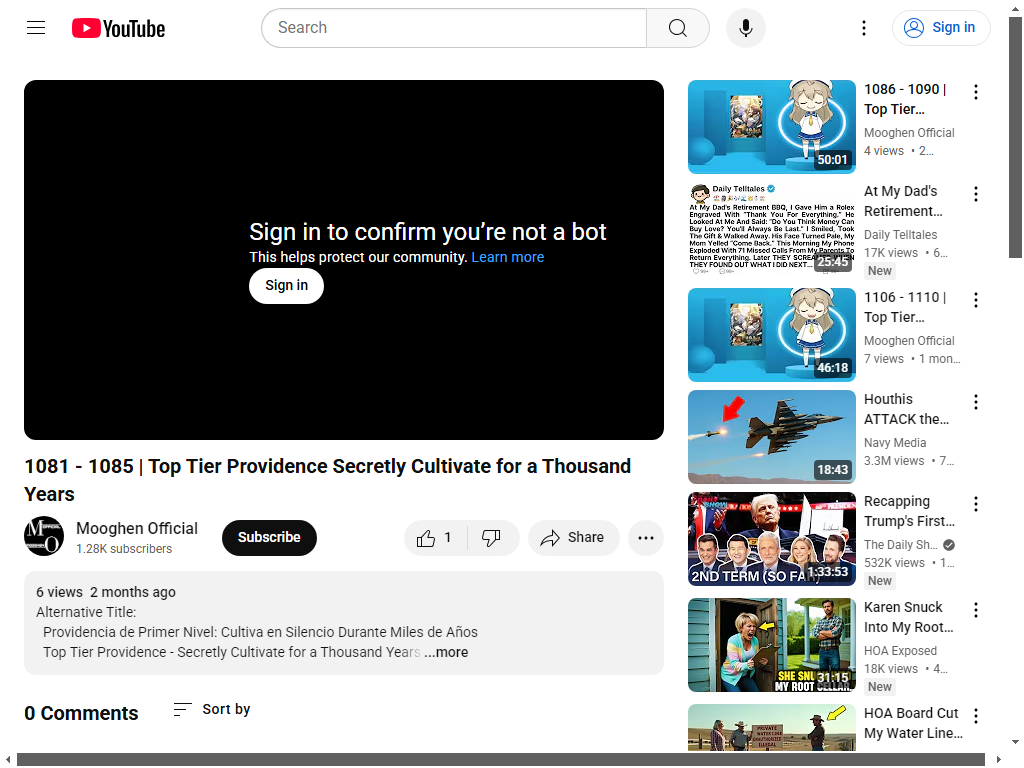 YouTube
Search
Sign in
Sign in to confirm you’re not a bot
This helps protect our community. Learn more
Sign in
1081 - 1085 | Top Tier Providence Secretly Cultivate for a Thousand
Years
Mooghen Official
1.28K subscribers
Subscribe
1
Share
6 views 2 months ago
Alternative Title:
Providencia de Primer Nivel: Cultiva en Silencio Durante Miles de Años
Top Tier Providence - Secretly Cultivate for a Thousand Years ...more
0 Comments
Sort by
50:01
1086 - 1090 |
Top Tier...
Mooghen Official
4 views • 2...
Daily Telltales
At My Dad's Retirement BBQ, I Gave Him a Rolex
Engraved With "Thank You For Everything." He
Looked At Me And Said: "Do You Think Money Can
Buy Love? You'll Always Be Last." I Smiled, Took
The Gift & Walked Away. His Face Turned Pale, My
Mom Yelled "Come Back." This Morning My Phone
Exploded With 71 Missed Calls From My Parents To
Return Everything. Later THEY
THEY FOUND OUT WHAT I DID NEXT...
25:45
At My Dad's
Retirement...
Daily Telltales
17K views • 6...
New
46:18
1106 - 1110 |
Top Tier...
Mooghen Official
7 views • 1 mon...
18:43
Houthis
ATTACK the...
Navy Media
3.3M views • 7...
2ND TERM (SO FAR)
1:33:53
Recapping
Trump's First...
The Daily Sh...
532K views • 1...
New
SHE SNU
MY ROOT CELLAR
31:15
Karen Snuck
Into My Root...
HOA Exposed
18K views • 4...
New
PRIVATE
WATER LINE
UNAUTHORIZED
ILLEGAL
HOA Board Cut
My Water Line...